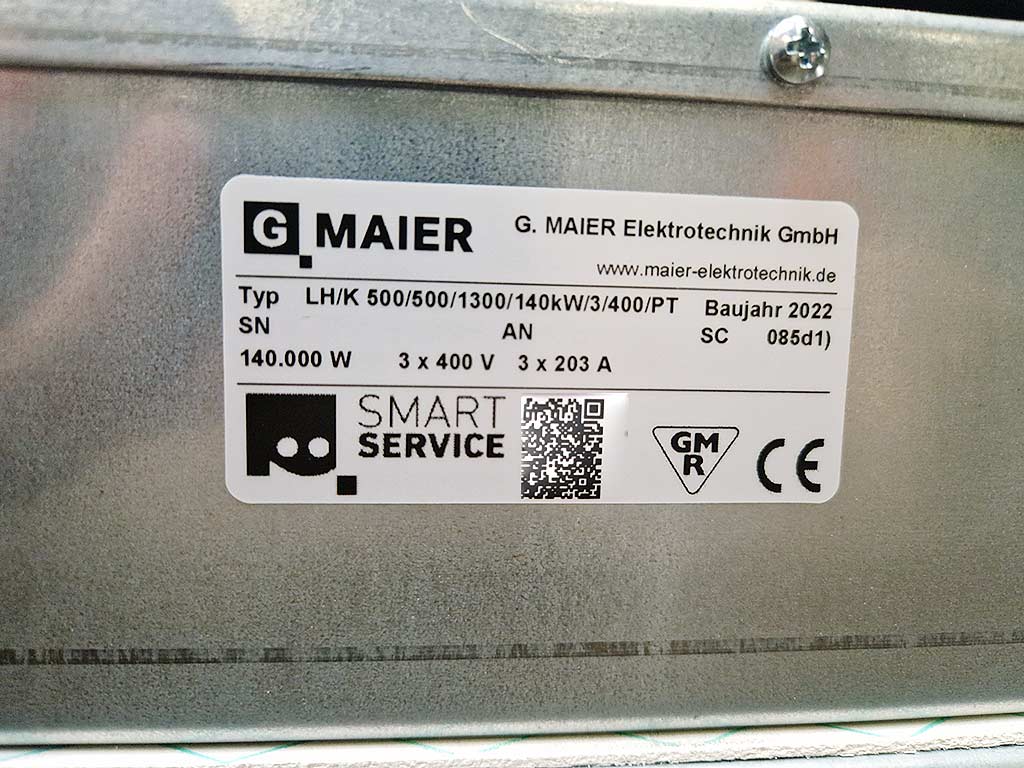 G MAIER
G. MAIER Elektrotechnik GmbH
www.maier-elektrotechnik.de
Typ LH/K 500/500/1300/140kW/3/400/PT Baujahr 2022
SN AN SC 085d1)
140.000 W 3 x 400 V 3 x 203 A
SMART
SERVICE
GM
R
CE